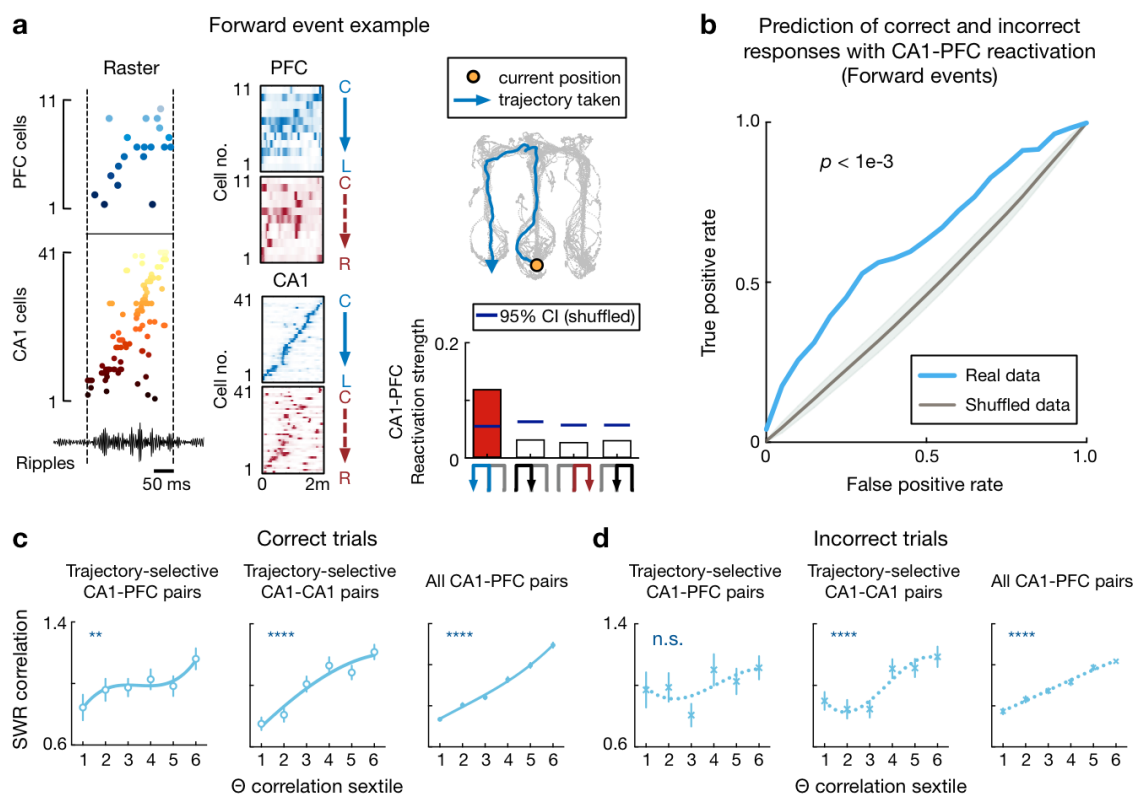 a
Forward event example
Raster
11
PFC cells
1
41
CA1 cells
1
Ripples
50 ms
PFC
11
C
L
Cell no.
1
11
C
1
R
CA1
41
C
L
Cell no.
1
41
C
1
R
0
2m
current position
trajectory taken
95% CI (shuffled)
CA1-PFC
Reactivation strength
0.2
0
b
Prediction of correct and incorrect
responses with CA1-PFC reactivation
(Forward events)
1.0
p < 1e-3
0.5
True positive rate
Real data
Shuffled data
0
0
0.5
1.0
False positive rate
c
Correct trials
Trajectory-selective
CA1-PFC pairs
Trajectory-selective
CA1-CA1 pairs
All CA1-PFC pairs
SWR correlation
1.4
0.6
**
****
****
1 2 3 4 5 6
1 2 3 4 5 6
1 2 3 4 5 6
Θ correlation sextile
d
Incorrect trials
Trajectory-selective
CA1-PFC pairs
Trajectory-selective
CA1-CA1 pairs
All CA1-PFC pairs
1.4
0.6
n.s.
****
****
1 2 3 4 5 6
1 2 3 4 5 6
1 2 3 4 5 6
Θ correlation sextile